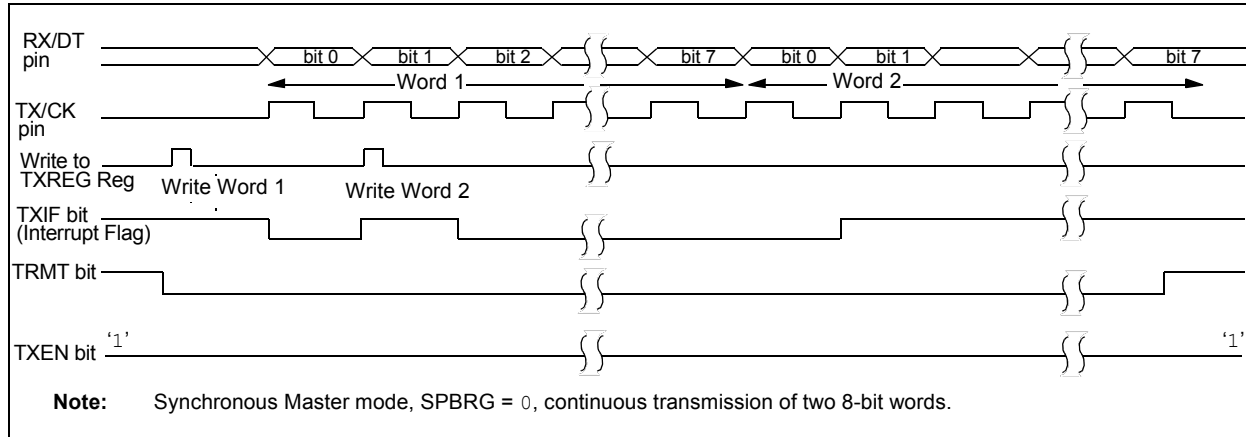 RX/DT
pin
bit 0 bit 1 bit 2 bit 7 bit 0 bit 1 bit 7
Word 1 Word 2
TX/CK
pin
Write to
TXREG Reg
Write Word 1 Write Word 2
TXIF bit
(Interrupt Flag)
TRMT bit
‘1’ ‘1’
TXEN bit
Note: Synchronous Master mode, SPBRG = 0, continuous transmission of two 8-bit words.